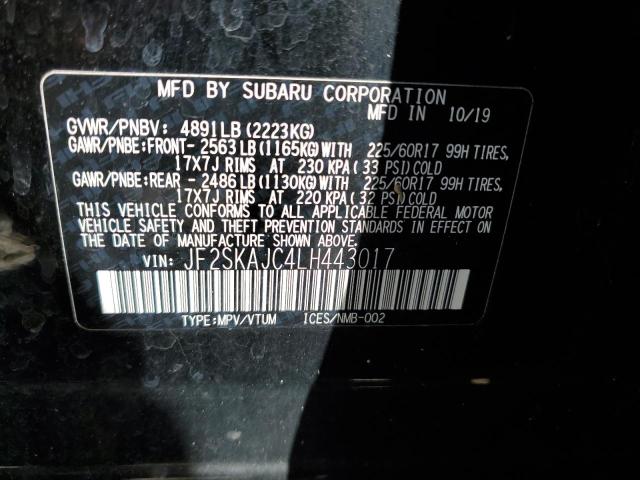 MFD BY SUBARU CORPORATION
MFD IN 10/19
GVWR/PNBV: 4891LB(2223KG)
GAWR/PNBE:FRONT- 2563LB(1165KG)WITH 225/60R17 99H TIRES,
17X7J RIMS AT 230 KPA(33 PSI)COLD
GAWR/PNBE:REAR - 2486LB(1130KG)WITH 225/60R17 99H TIRES,
17X7J RIMS AT 220 KPA(32 PSI)COLD
THIS VEHICLE CONFORMS TO ALL APPLICABLE FEDERAL MOTOR
VEHICLE SAFETY AND THEFT PREVENTION STANDARDS IN EFFECT ON
THE DATE OF MANUFACTURE SHOWN ABOVE.
VIN: JF2SKAJC4LH443017
TYPE:MPV/VTUM ICES/NMB-002